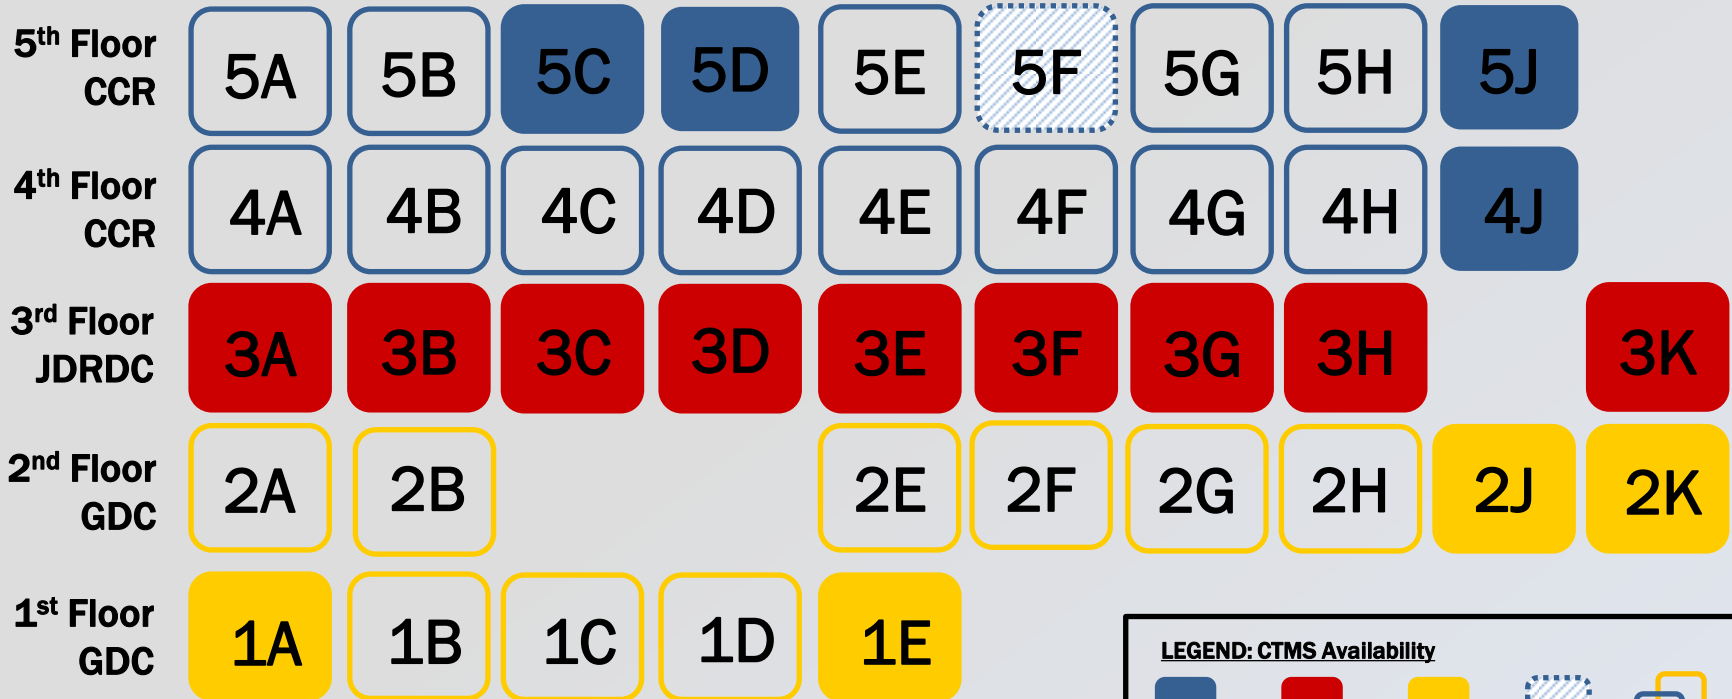 5th Floor CCR 5A 5B 5C 5D 5E 5F 5G 5H 5J
4th Floor CCR 4A 4B 4C 4D 4E 4F 4G 4H 4J
3rd Floor JDRDC 3A 3B 3C 3D 3E 3F 3G 3H 3K
2nd Floor GDC 2A 2B 2E 2F 2G 2H 2J 2K
1st Floor GDC 1A 1B 1C 1D 1E
LEGEND: CTMS Availability